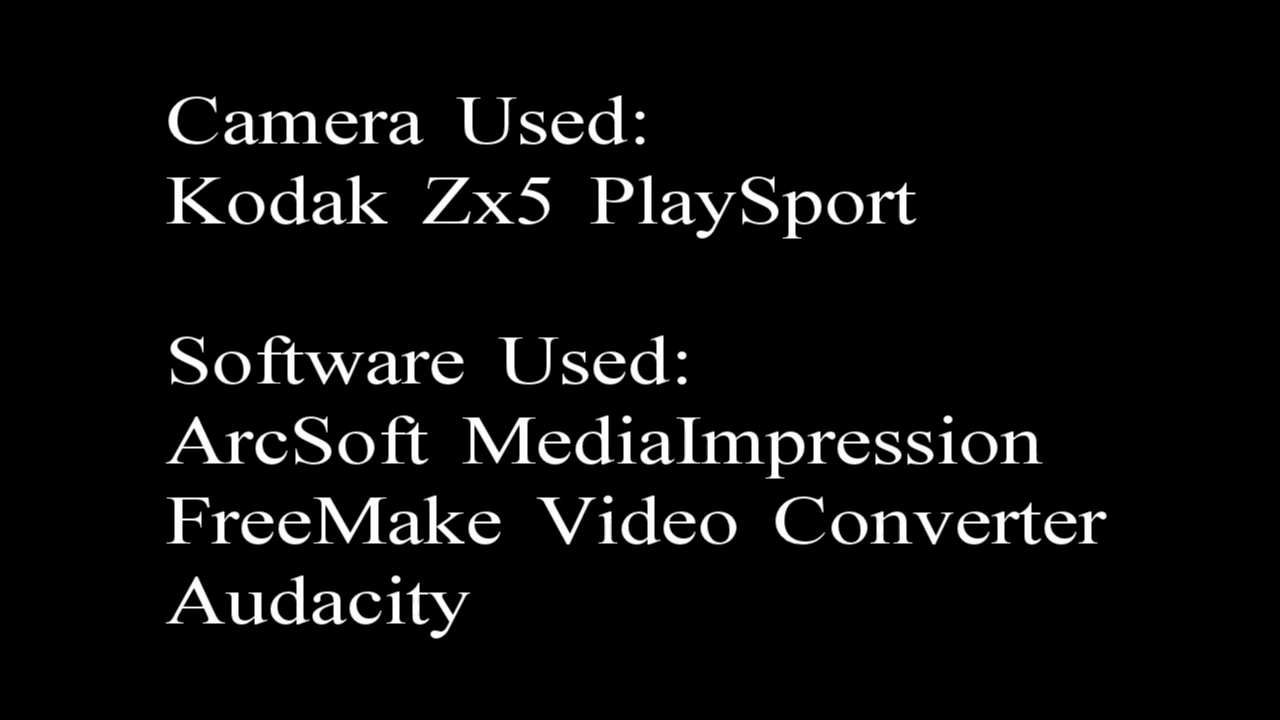 Camera Used:
Kodak Zx5 PlaySport
Software Used:
ArcSoft MediaImpression
FreeMake Video Converter
Audacity